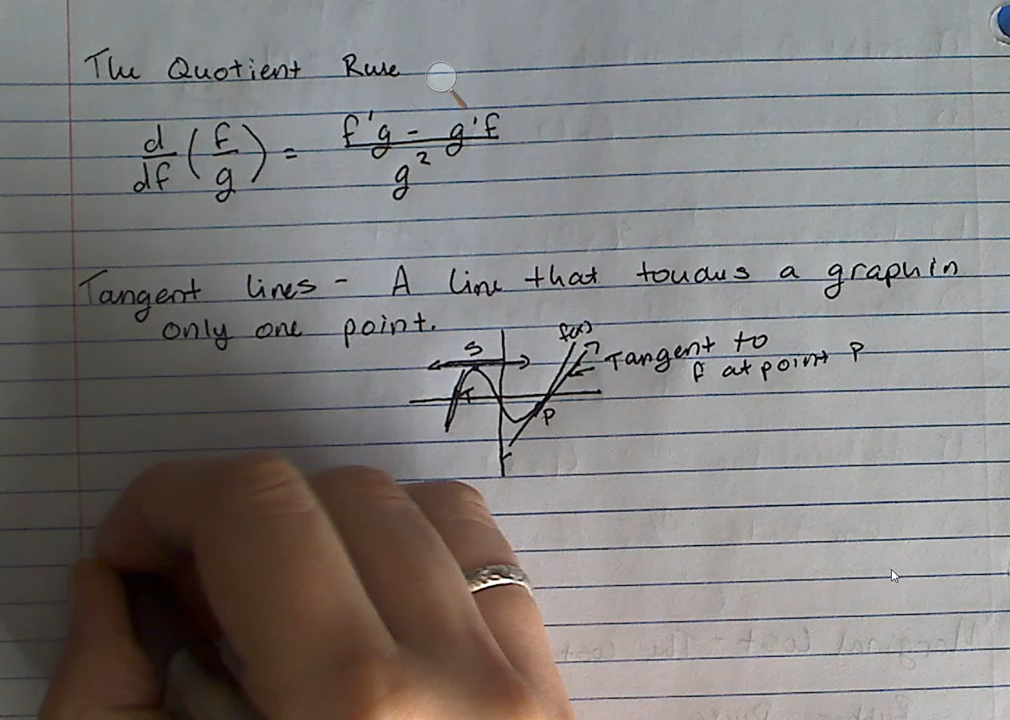 The Quotient Rule
d/df (f/g) = f'g - g'f / g²
Tangent lines - A line that touches a graph in
only one point.
S
f(x)
Tangent to
f at point P
P